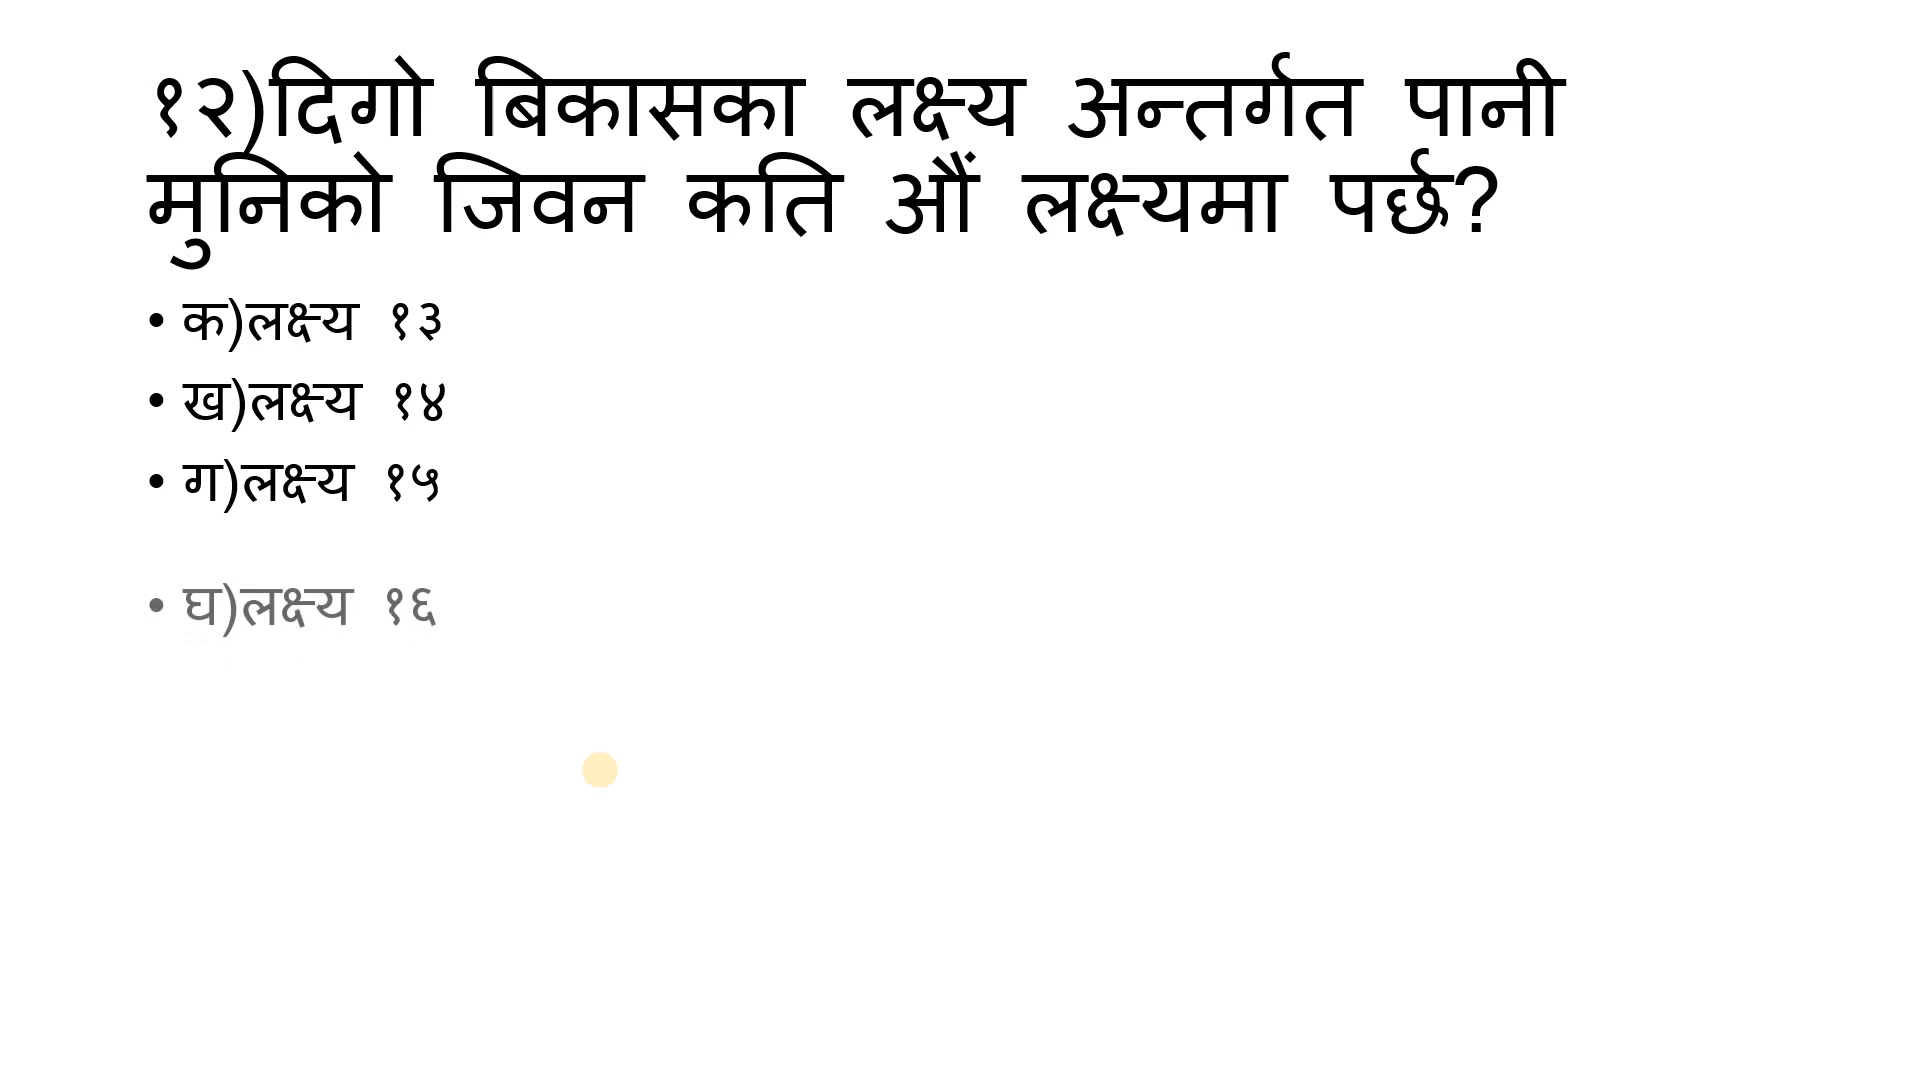 १२)दिगो बिकासका लक्ष्य अन्तर्गत पानी
मुनिको जिवन कति औं लक्ष्यमा पर्छ?
• क)लक्ष्य १३
• ख)लक्ष्य १४
• ग)लक्ष्य १५
• घ)लक्ष्य १६